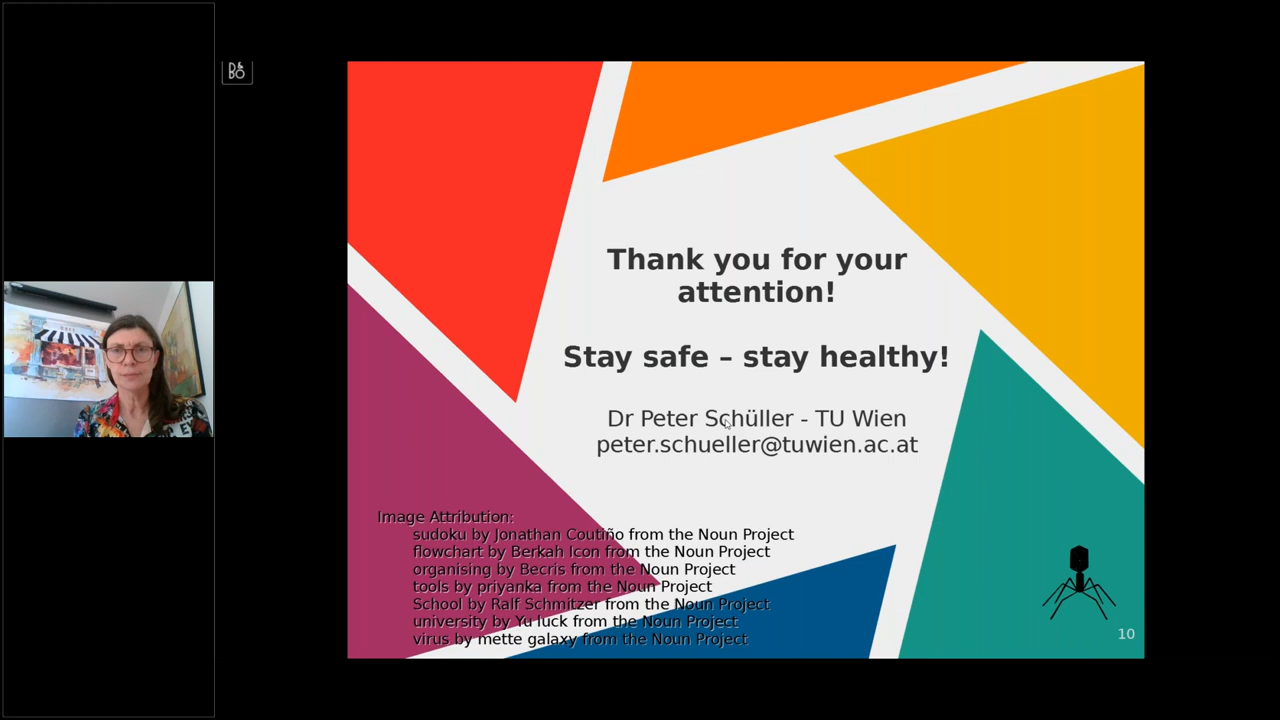 Thank you for your
attention!
Stay safe – stay healthy!
Dr Peter Schüller - TU Wien
peter.schueller@tuwien.ac.at
Image Attribution:
sudoku by Jonathan Coutiño from the Noun Project
flowchart by Berkah Icon from the Noun Project
organising by Becris from the Noun Project
tools by priyanka from the Noun Project
School by Ralf Schmitzer from the Noun Project
university by Yu luck from the Noun Project
virus by mette galaxy from the Noun Project
10